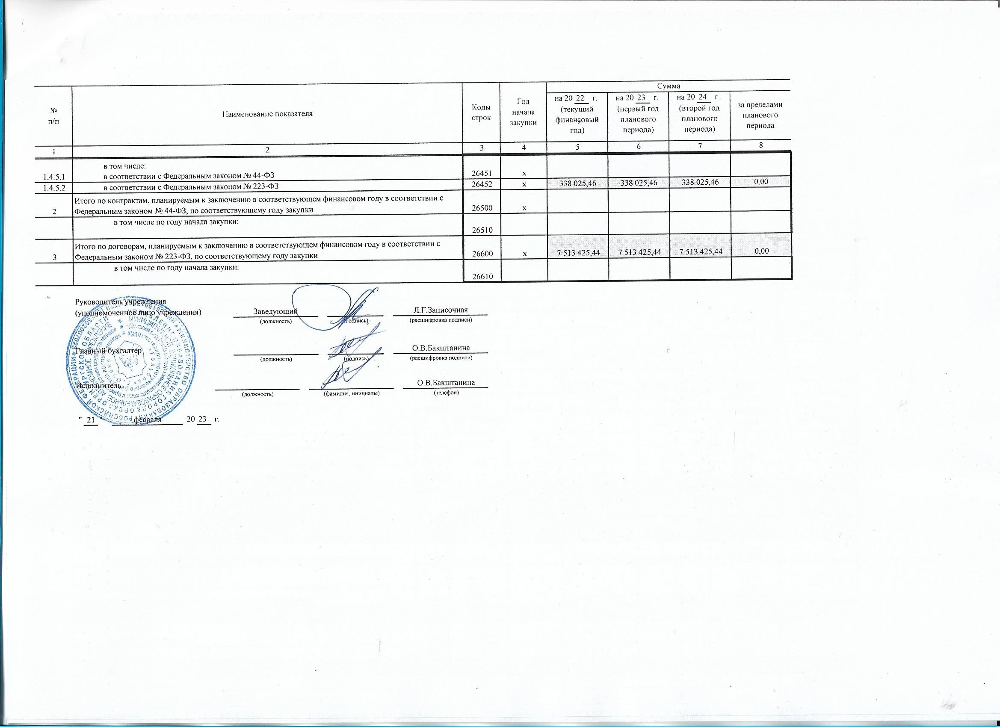 № п/п
Наименование показателя
Коды строк
Год начала закупки
Сумма
на 20 22 г. (текущий финансовый год)
на 20 23 г. (первый год планового периода)
на 20 24 г. (второй год планового периода)
за пределами планового периода
1 2 3 4 5 6 7 8
в том числе:
1.4.5.1 в соответствии с Федеральным законом № 44-ФЗ 26451 х
1.4.5.2 в соответствии с Федеральным законом № 223-ФЗ 26452 х 338 025,46 338 025,46 338 025,46 0,00
Итого по контрактам, планируемым к заключению в соответствующем финансовом году в соответствии с
2 Федеральным законом № 44-ФЗ, по соответствующему году закупки 26500 х
в том числе по году начала закупки:
26510
Итого по договорам, планируемым к заключению в соответствующем финансовом году в соответствии с
3 Федеральным законом № 223-ФЗ, по соответствующему году закупки 26600 х 7 513 425,44 7 513 425,44 7 513 425,44 0,00
в том числе по году начала закупки:
26610
Руководитель учреждения
(уполномоченное лицо учреждения) Заведующий Л.Г.Записочная
(должность) (подпись) (расшифровка подписи)
Главный бухгалтер О.В.Бакштанина
(должность) (подпись) (расшифровка подписи)
Исполнитель О.В.Бакштанина
(должность) (фамилия, инициалы) (телефон)
" 21 " февраля 20 23 г.